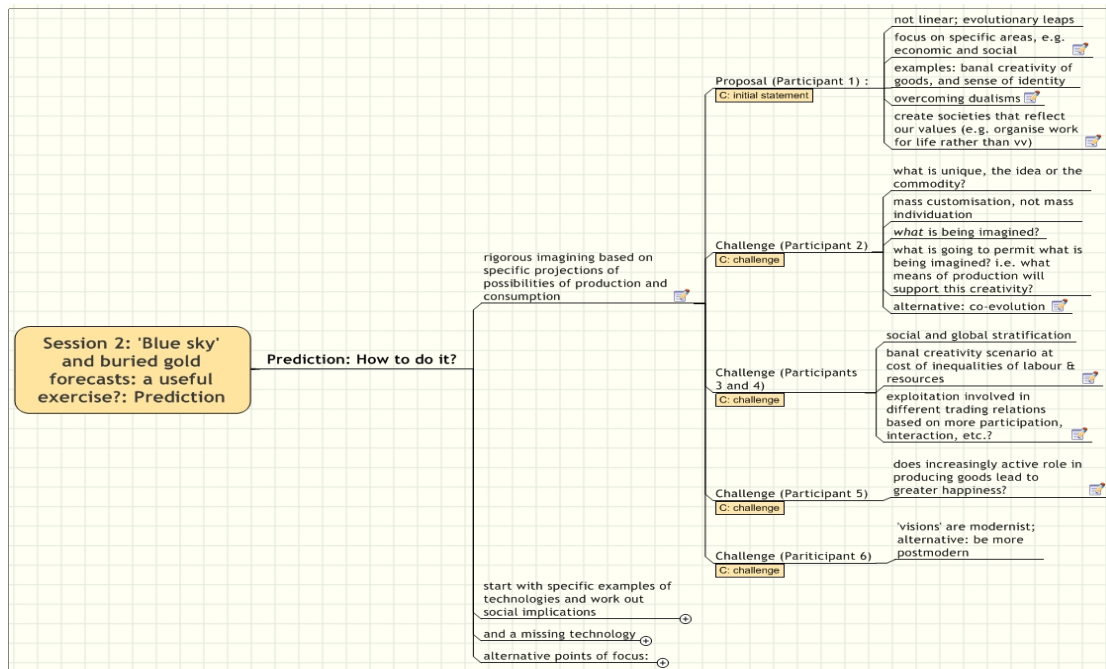 Session 2: 'Blue sky'
and buried gold
forecasts: a useful
exercise?: Prediction
Prediction: How to do it?
rigorous imagining based on
specific projections of
possibilities of production and
consumption
Proposal (Participant 1) :
C: initial statement
not linear; evolutionary leaps
focus on specific areas, e.g.
economic and social
examples: banal creativity of
goods, and sense of identity
overcoming dualisms
create societies that reflect
our values (e.g. organise work
for life rather than vv)
Challenge (Participant 2)
C: challenge
what is unique, the idea or the
commodity?
mass customisation, not mass
individuation
what is being imagined?
what is going to permit what is
being imagined? i.e. what
means of production will
support this creativity?
alternative: co-evolution
Challenge (Participants
3 and 4)
C: challenge
social and global stratification
banal creativity scenario at
cost of inequalities of labour &
resources
exploitation involved in
different trading relations
based on more participation,
interaction, etc.?
Challenge (Participant 5)
C: challenge
does increasingly active role in
producing goods lead to
greater happiness?
Challenge (Pariticipant 6)
C: challenge
'visions' are modernist;
alternative: be more
postmodern
start with specific examples of
technologies and work out
social implications
and a missing technology
alternative points of focus: